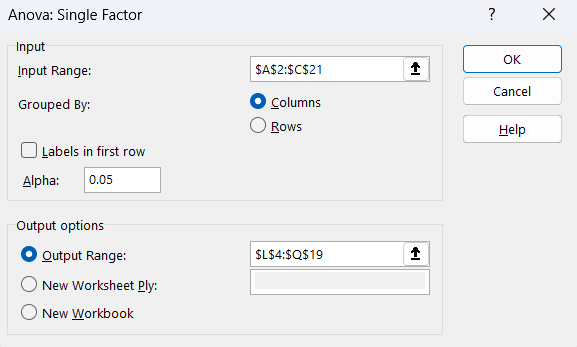 Anova: Single Factor ? ×
Input
Input Range: $A$2:$C$21
Grouped By: Columns
Rows
Labels in first row
Alpha: 0.05
Output options
Output Range: $L$4:$Q$19
New Worksheet Ply:
New Workbook
OK
Cancel
Help